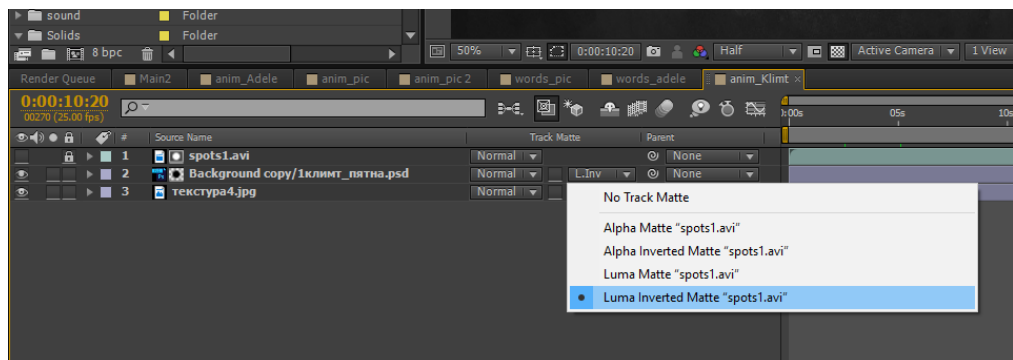 sound Folder
Solids Folder
8 bpc 50% 0:00:10:20 Half Active Camera 1 View
Render Queue Main2 anim_Adele anim_pic anim_pic 2 words_pic words_adele anim_Klimt ×
0:00:10:20 0:00s 05s 10s
00270 (25.00 fps)
# Source Name Track Matte Parent
1 spots1.avi Normal None
2 Background copy/1климт_пятна.psd Normal L.Inv None
3 текстура4.jpg Normal
No Track Matte
Alpha Matte "spots1.avi"
Alpha Inverted Matte "spots1.avi"
Luma Matte "spots1.avi"
Luma Inverted Matte "spots1.avi"